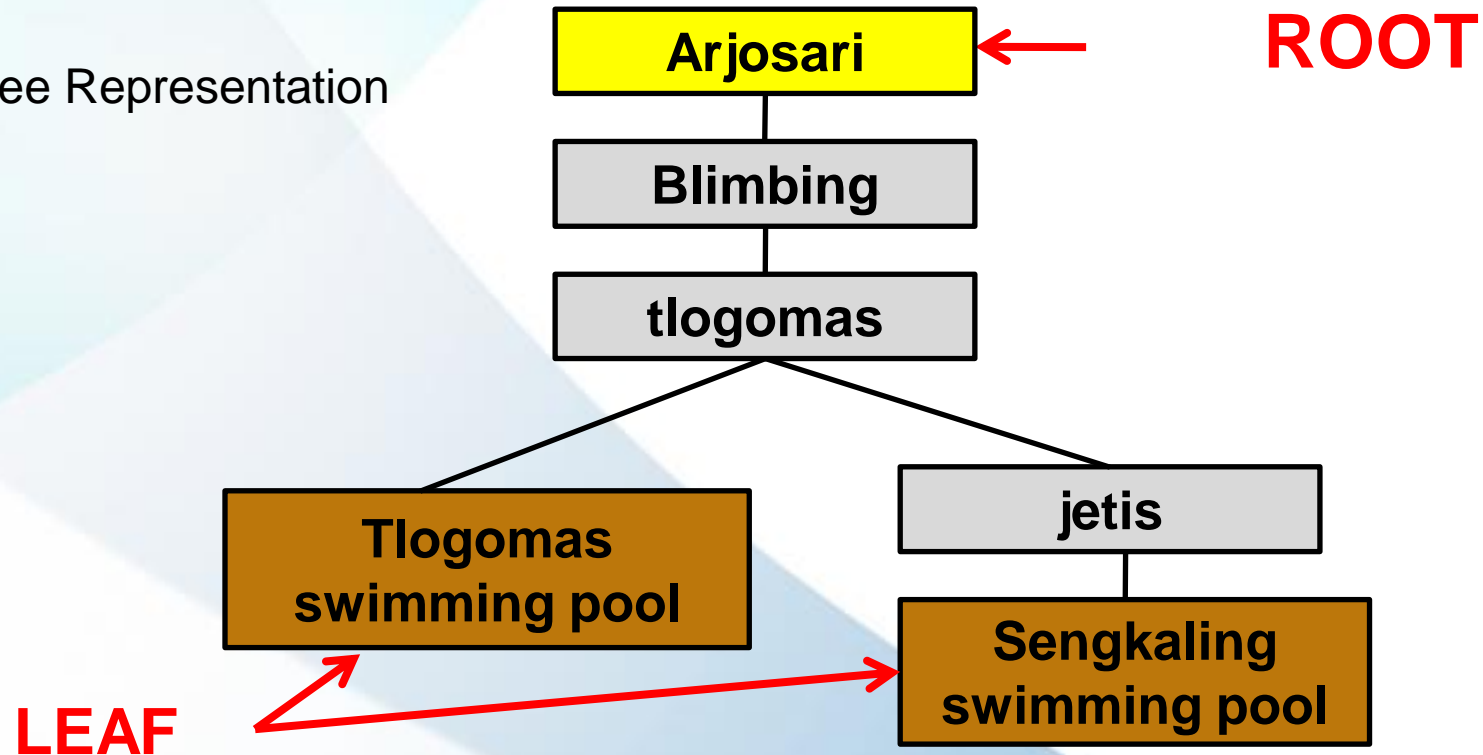 Arjosari
ROOT
ee Representation
Blimbing
tlogomas
jetis
Tlogomas
swimming pool
Sengkaling
swimming pool
LEAF